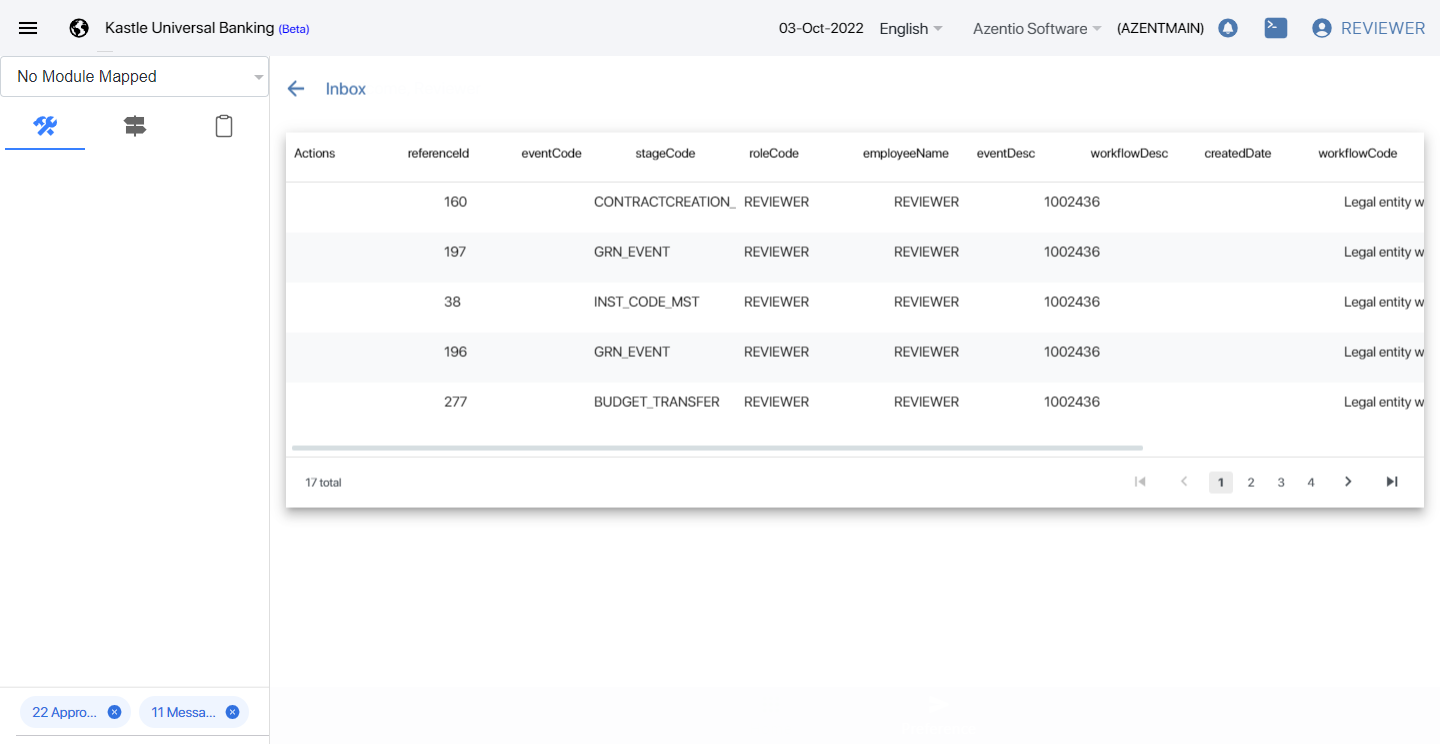 Kastle Universal Banking (Beta) 03-Oct-2022 English Azentio Software (AZENTMAIN) REVIEWER
No Module Mapped
Inbox
Actions referenceId eventCode stageCode roleCode employeeName eventDesc workflowDesc createdDate workflowCode
160 CONTRACTCREATION_ REVIEWER REVIEWER 1002436 Legal entity w
197 GRN_EVENT REVIEWER REVIEWER 1002436 Legal entity w
38 INST_CODE_MST REVIEWER REVIEWER 1002436 Legal entity w
196 GRN_EVENT REVIEWER REVIEWER 1002436 Legal entity w
277 BUDGET_TRANSFER REVIEWER REVIEWER 1002436 Legal entity w
17 total 1 2 3 4
22 Appro... 11 Messa...